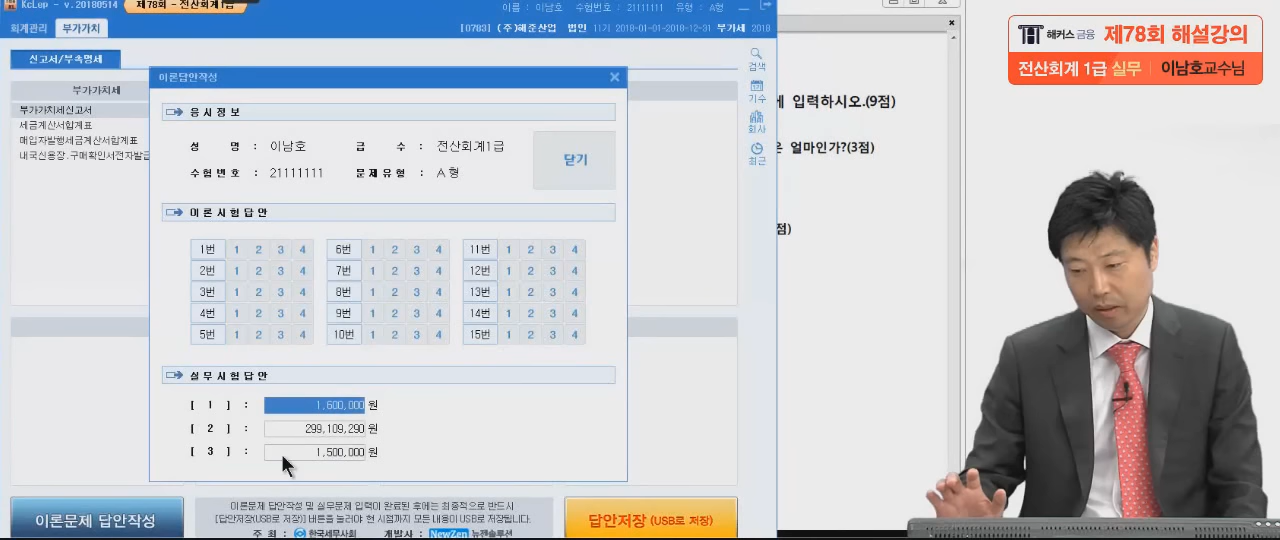 KcLep - v.20180514
제78회 - 전산회계1급
이름 : 이남호 수험번호 : 21111111 유형 : A형
회계관리 부가가치
[0783] (주)혜준산업 법인 11기 2018-01-01~2018-12-31 부가세 2018
신고서/부속명세
부가가치세
부가가치세신고서
세금계산서합계표
매입자발행세금계산서합계표
내국신용장.구매확인서전자발급
검색
기수
회사
최근
이론답안작성
응시정보
성 명 : 이남호 급 수 : 전산회계1급
수험번호 : 21111111 문제유형 : A형
닫기
이론시험답안
1번 1 2 3 4 6번 1 2 3 4 11번 1 2 3 4
2번 1 2 3 4 7번 1 2 3 4 12번 1 2 3 4
3번 1 2 3 4 8번 1 2 3 4 13번 1 2 3 4
4번 1 2 3 4 9번 1 2 3 4 14번 1 2 3 4
5번 1 2 3 4 10번 1 2 3 4 15번 1 2 3 4
실무시험답안
[ 1 ] : 1,600,000 원
[ 2 ] : 299,109,290 원
[ 3 ] : 1,500,000 원
이론문제 답안작성
이론문제 답안작성 및 실무문제 입력이 완료된 후에는 최종적으로 반드시
[답안저장(USB로 저장)] 버튼을 눌러야 현 시점까지 모든 내용이 USB로 저장됩니다.
주 최 : 한국세무사회 개발사 : NewZen 뉴젠솔루션
답안저장 (USB로 저장)
에 입력하시오.(9점)
은 얼마인가?(3점)
점)
해커스 금융 제78회 해설강의
전산회계 1급 실무 이남호교수님